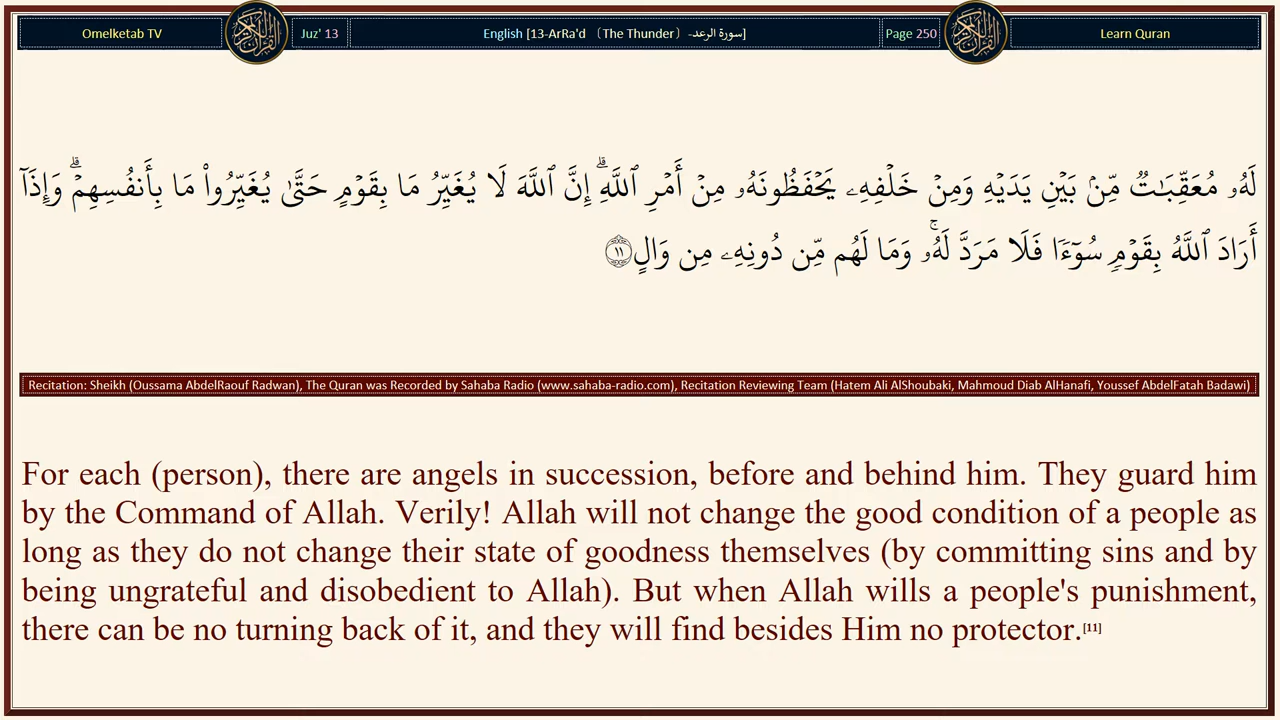 Omelketab TV
Juz' 13
English [13-ArRa'd （The Thunder） -سورة الرعد]
Page 250
Learn Quran
لَهُۥ مُعَقِّبَٰتٌ مِّنۢ بَيْنِ يَدَيْهِ وَمِنْ خَلْفِهِۦ يَحْفَظُونَهُۥ مِنْ أَمْرِ ٱللَّهِۗ إِنَّ ٱللَّهَ لَا يُغَيِّرُ مَا بِقَوْمٍ حَتَّىٰ يُغَيِّرُوا۟ مَا بِأَنفُسِهِمْۗ وَإِذَآ
أَرَادَ ٱللَّهُ بِقَوْمٍ سُوٓءًا فَلَا مَرَدَّ لَهُۥۚ وَمَا لَهُم مِّن دُونِهِۦ مِن وَالٍ ١١
Recitation: Sheikh (Oussama AbdelRaouf Radwan), The Quran was Recorded by Sahaba Radio (www.sahaba-radio.com), Recitation Reviewing Team (Hatem Ali AlShoubaki, Mahmoud Diab AlHanafi, Youssef AbdelFatah Badawi)
For each (person), there are angels in succession, before and behind him. They guard him
by the Command of Allah. Verily! Allah will not change the good condition of a people as
long as they do not change their state of goodness themselves (by committing sins and by
being ungrateful and disobedient to Allah). But when Allah wills a people's punishment,
there can be no turning back of it, and they will find besides Him no protector.[11]